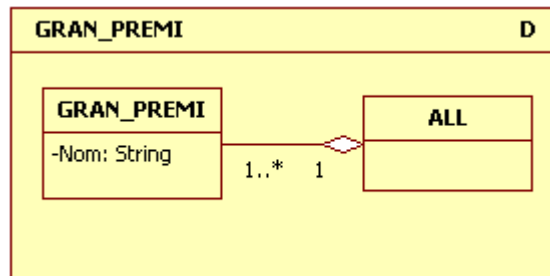 GRAN_PREMI D
GRAN_PREMI
-Nom: String
1..* 1
ALL